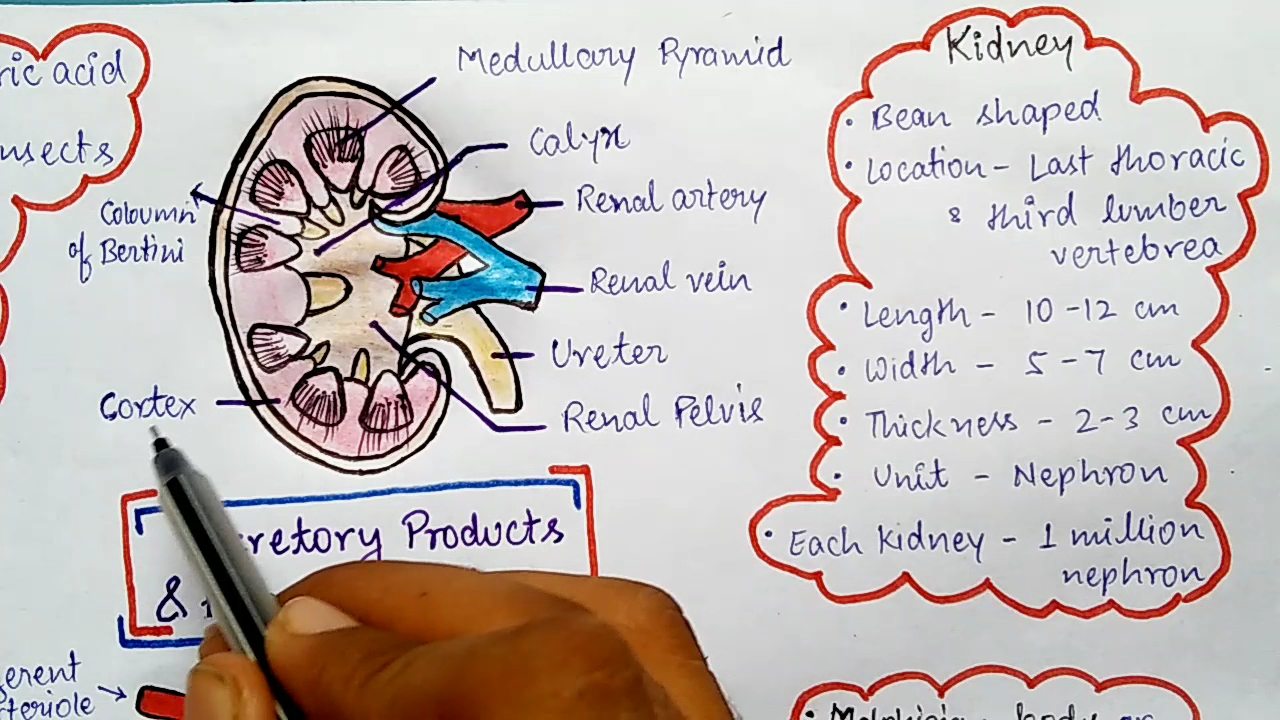 ric acid
nsects
Medullary Pyramid
Calyx
Renal artery
Coloumn
of Bertini
Renal vein
Ureter
Cortex
Renal Pelvis
Kidney
• Bean shaped
• Location - Last thoracic
& third lumber
vertebrea
• Length - 10-12 cm
• Width - 5-7 cm
• Thickness - 2-3 cm
• Unit - Nephron
• Each Kidney - 1 million
nephron
retory Products
&
ferent
teriole